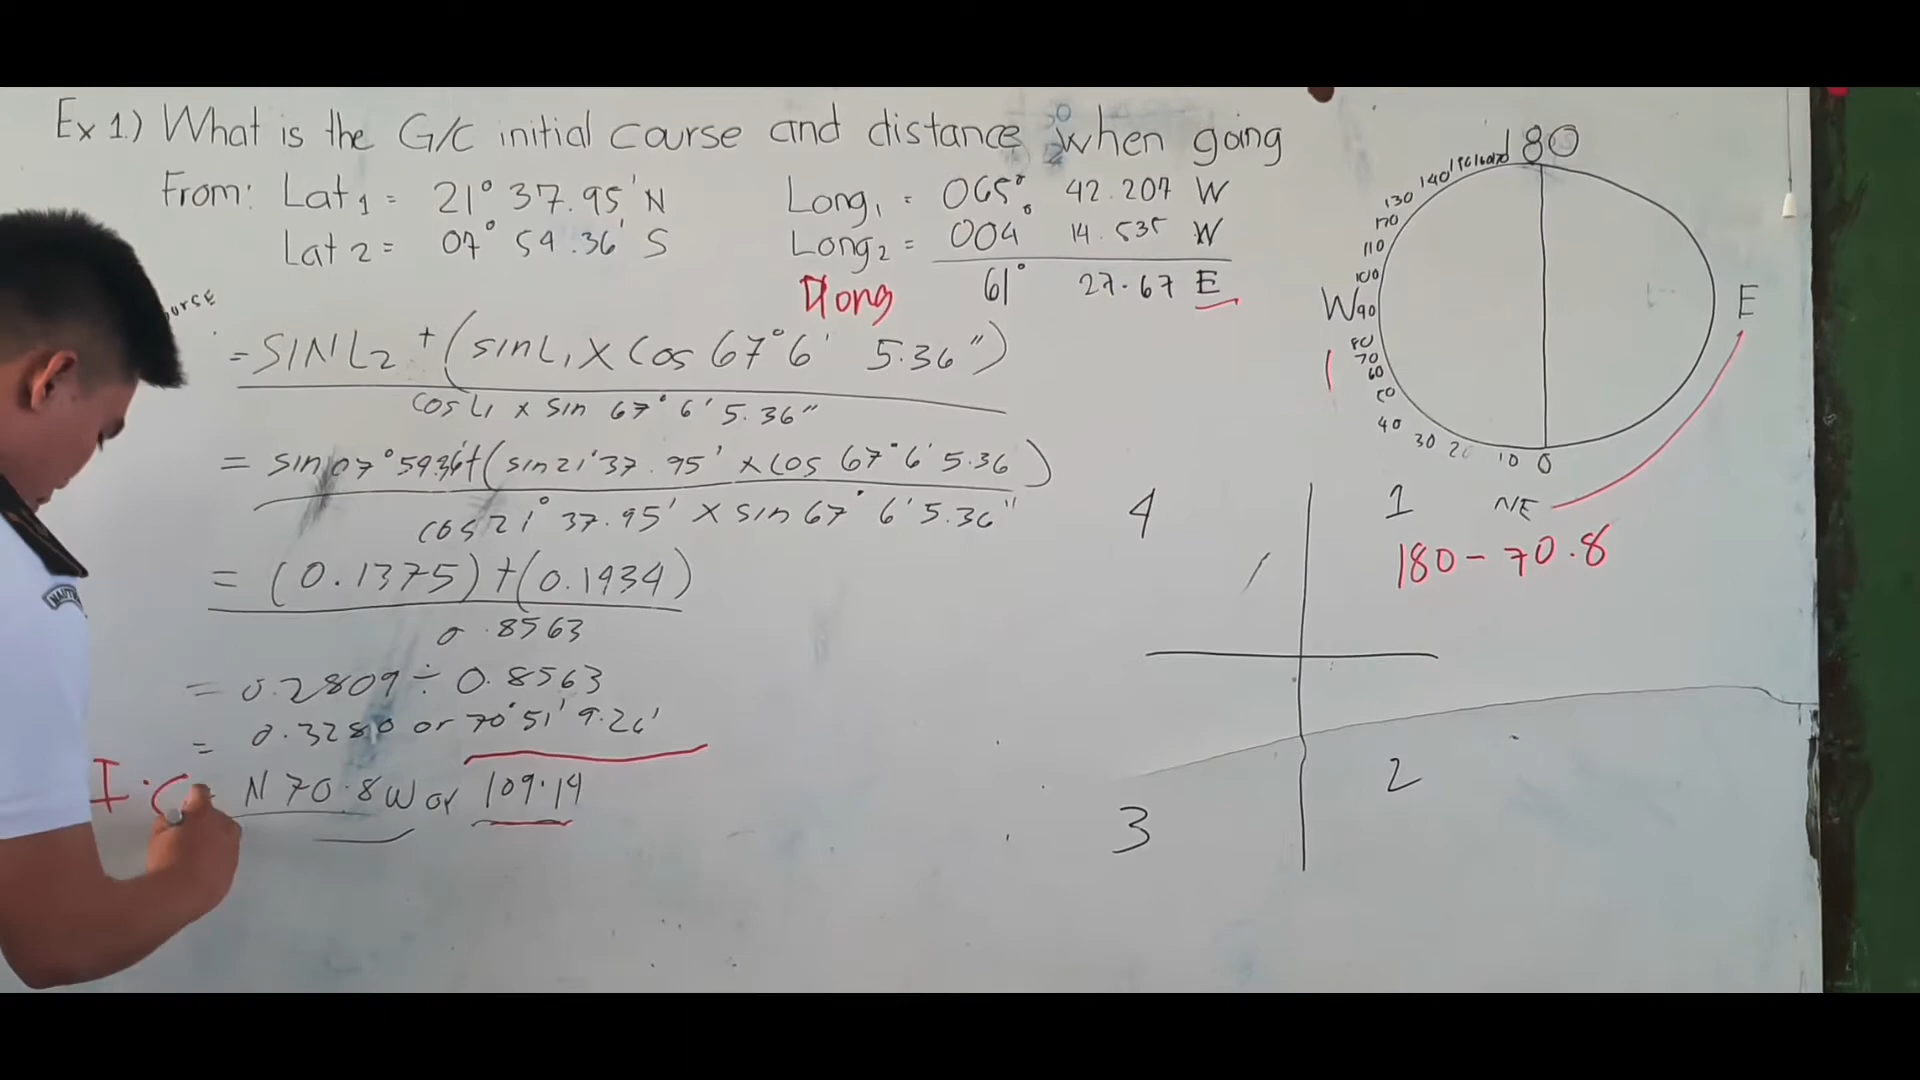 Ex 1.) What is the G/C initial course and distance when going
From: Lat1 = 21° 37.95' N Long1 = 065° 42.207 W
Lat 2 = 07° 54.36' S Long2 = 004° 14.535 W
Dlong 61° 27.67 E
= SIN L2 + (sin L1 X Cos 67° 6' 5.36")
cos L1 x sin 67° 6' 5.36"
= sin 07° 5436' + (sin 21° 37.95' x cos 67° 6' 5.36)
cos 21° 37.95' X sin 67° 6' 5.36"
= (0.1375) + (0.1434)
0.8563
= 0.2809 ÷ 0.8563
= 0.3280 or 70° 51' 9.26'
I.C N 70.8 W or 109.14
180
140
130
110
100
W 90
80
70
60
50
40
30
20
10 0
E
4 1 NE
180 - 70.8
3 2